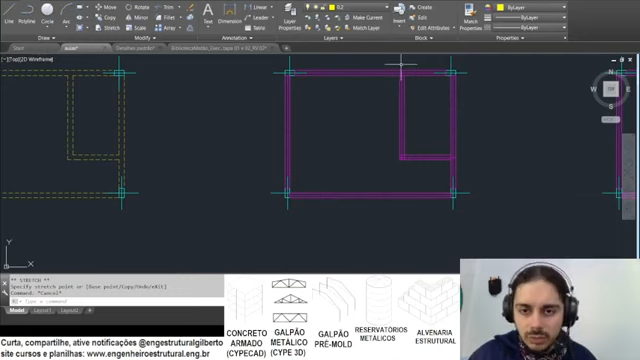 Line
Polyline
Circle
Arc
Move
Copy
Stretch
Rotate
Mirror
Scale
Trim
Fillet
Array
Text
Dimension
Linear
Leader
Table
Layer
Properties
0.2
Make Current
Match Layer
Insert
Create
Edit
Edit Attributes
Match
Properties
ByLayer
ByLayer
ByLayer
Draw
Modify
Annotation
Layers
Block
Properties
Start
Detalhes padrão*
[−][Top][2D Wireframe]
N
W
TOP
E
S
Y
X
** STRETCH **
Specify stretch point or [Base point/Copy/Undo/eXit]:
Command: *Cancel*
Type a command
Model
Layout1
Layout2
CONCRETO
ARMADO
(CYPECAD)
GALPÃO
METÁLICO
(CYPE 3D)
GALPÃO
PRÉ-MOLD
RESERVATÓRIOS
METÁLICOS
ALVENARIA
ESTRUTURAL
Curta, compartilhe, ative notificações @engestruturalgilberto
site cursos e planilhas: www.engenheiroestrutural.eng.br